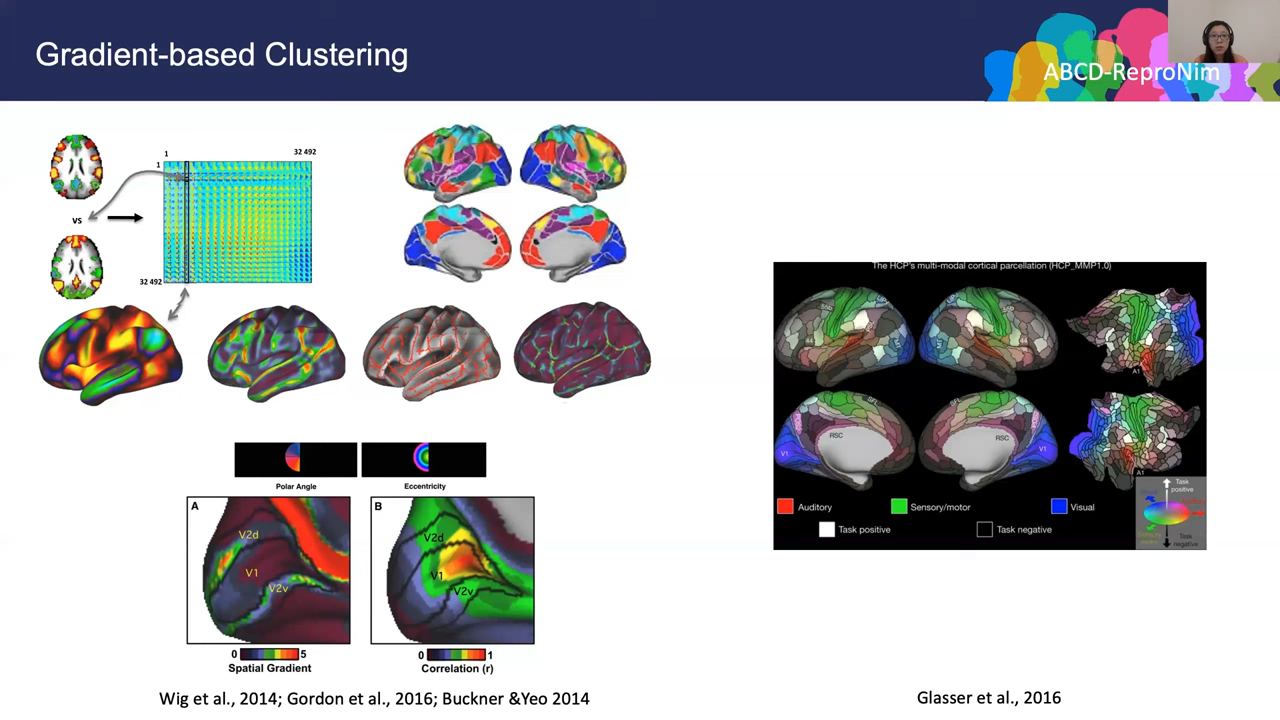 Gradient-based Clustering
ABCD-ReproNim
1
32 492
1
vs
32 492
Polar Angle
Eccentricity
A
V2d
V1
V2v
0
5
Spatial Gradient
B
V2d
V1
V2v
0
1
Correlation (r)
Wig et al., 2014; Gordon et al., 2016; Buckner &Yeo 2014
The HCP's multi-modal cortical parcellation (HCP_MMP1.0)
A1
RSC
RSC
V1
V1
A1
Auditory
Sensory/motor
Visual
Task positive
Task negative
Task
positive
Task
negative
Glasser et al., 2016